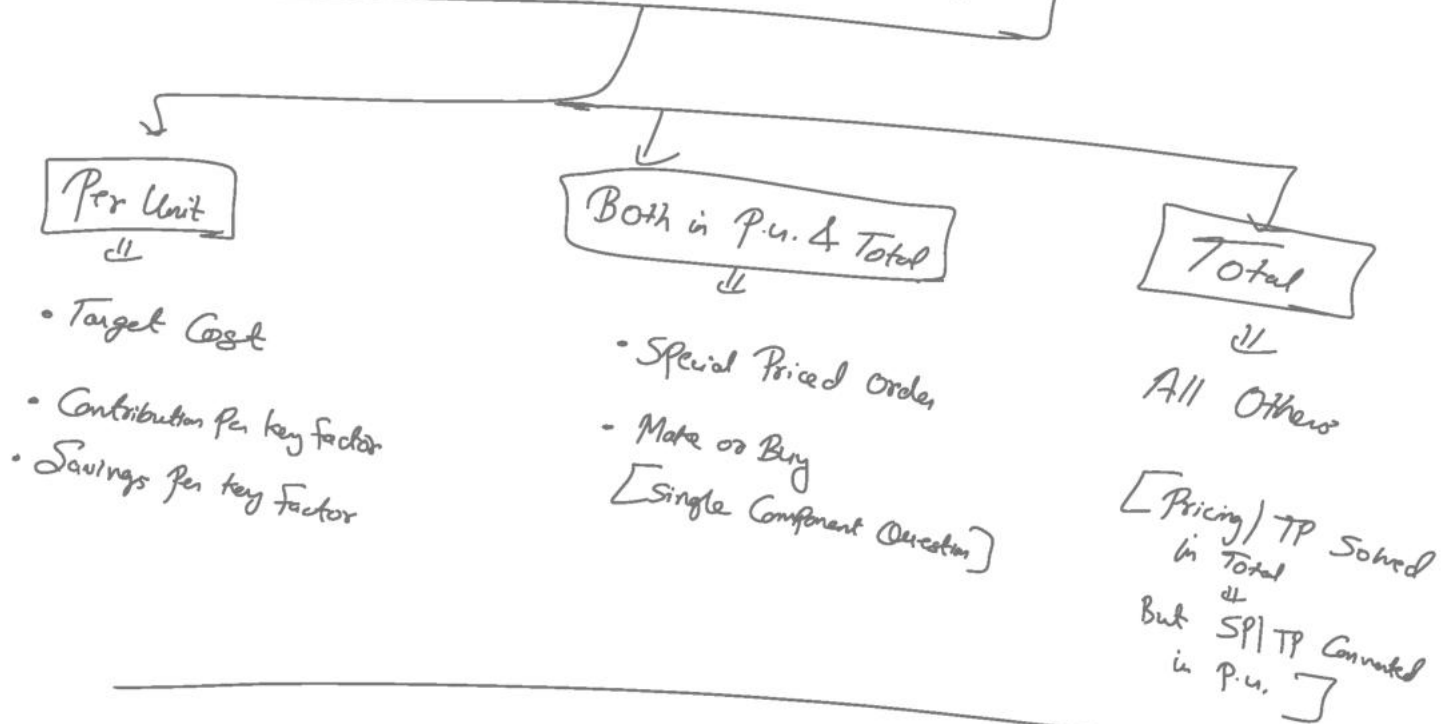 Per Unit
• Target Cost
• Contribution Per key factor
• Savings Per key Factor
Both in P.u. & Total
• Special Priced order
• Make or Buy
[Single Component Question]
Total
All Others
[Pricing/TP Solved
in Total
But SP/TP Converted
in P.u.]